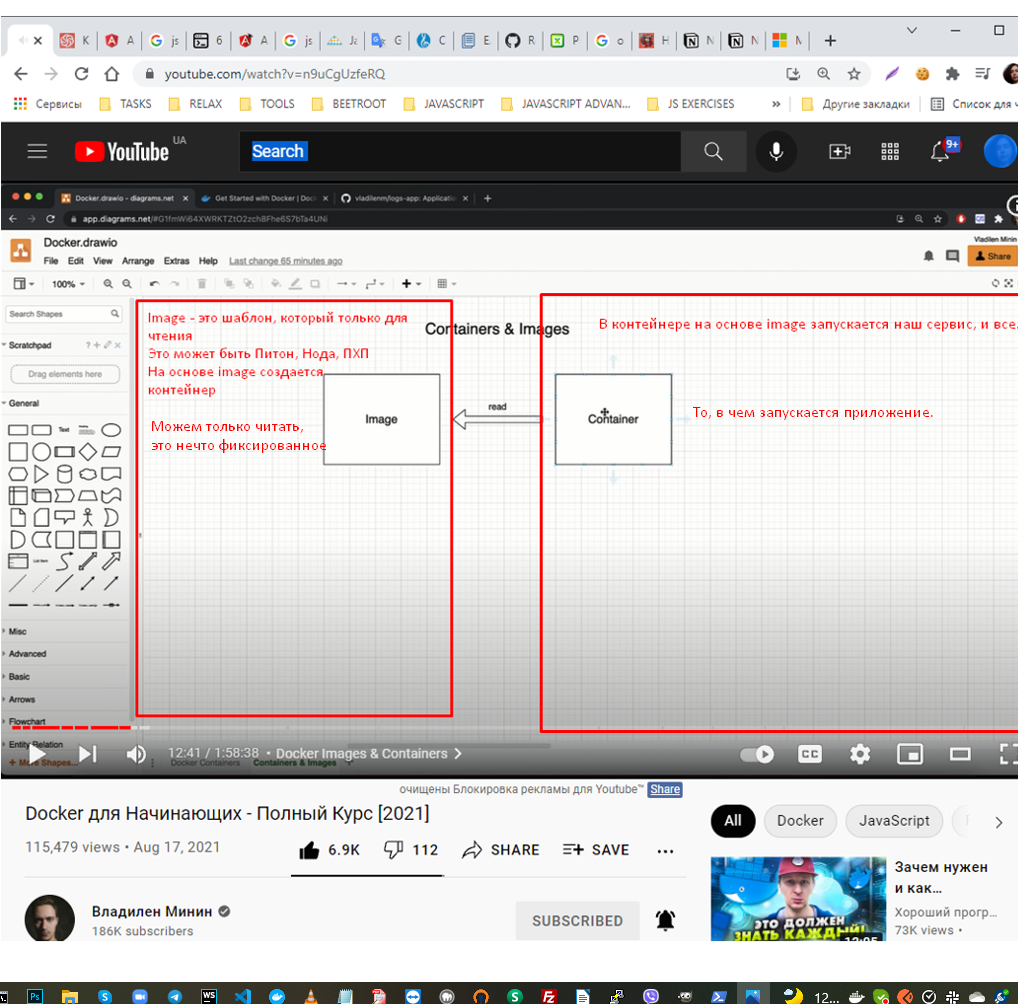 K
A
js
6
A
js
Ja
G
C
E
R
P
o
H
N
N
M
youtube.com/watch?v=n9uCgUzfeRQ
Сервисы
TASKS
RELAX
TOOLS
BEETROOT
JAVASCRIPT
JAVASCRIPT ADVAN...
JS EXERCISES
»
Другие закладки
Список для ч
YouTube UA
Search
9+
Docker.drawio - diagrams.net
Get Started with Docker | Doc
vladilenm/logs-app: Applicatio
app.diagrams.net/#G1fmWi64XWRKTZtO2zch8Fhe6S7bTa4UNi
Docker.drawio
Vladilen Minin
File Edit View Arrange Extras Help Last change 65 minutes ago
Share
100%
Search Shapes
Scratchpad
Drag elements here
General
Text
List Item
Misc
Advanced
Basic
Arrows
Flowchart
Entity Relation
+ More Shapes...
Image - это шаблон, который только для
чтения
Это может быть Питон, Нода, ПХП
На основе image создается
контейнер
Можем только читать,
это нечто фиксированное
Containers & Images
В контейнере на основе image запускается наш сервис, и все.
Image
read
Container
То, в чем запускается приложение.
12:41 / 1:58:38 • Docker Images & Containers
CC
Docker Containers
Containers & Images
очищены Блокировка рекламы для Youtube™ Share
Docker для Начинающих - Полный Курс [2021]
115,479 views • Aug 17, 2021
6.9K
112
SHARE
SAVE
...
Владилен Минин
186K subscribers
SUBSCRIBED
All
Docker
JavaScript
Зачем нужен
и как...
Хороший прогр...
73K views •
ЭТО ДОЛЖЕН
ЗНАТЬ КАЖДЫЙ!
12:05
Ps
WS
12...